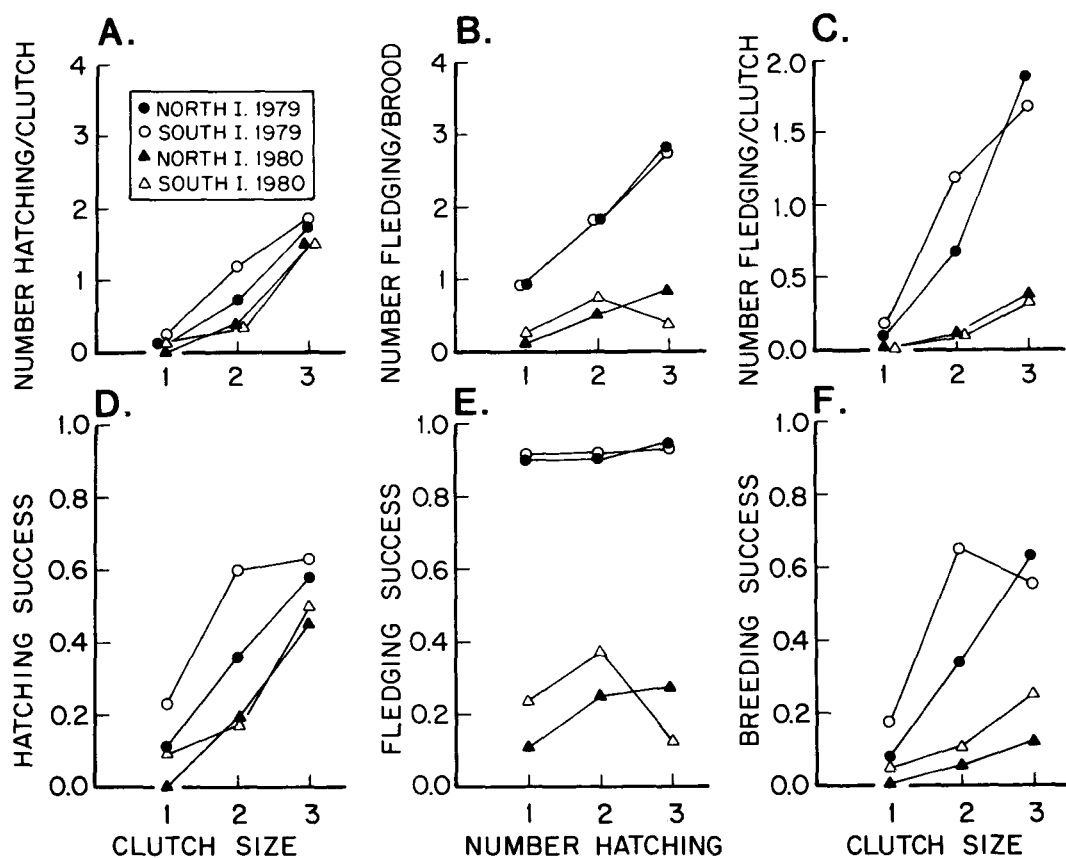 A.
NUMBER HATCHING/CLUTCH
4
3
2
1
0
NORTH I. 1979
SOUTH I. 1979
NORTH I. 1980
SOUTH I. 1980
1 2 3
B.
NUMBER FLEDGING/BROOD
4
3
2
1
0
1 2 3
C.
NUMBER FLEDGING/CLUTCH
2.0
1.5
1.0
0.5
0.0
1 2 3
D.
HATCHING SUCCESS
1.0
0.8
0.6
0.4
0.2
0.0
1 2 3
CLUTCH SIZE
E.
FLEDGING SUCCESS
1.0
0.8
0.6
0.4
0.2
0.0
1 2 3
NUMBER HATCHING
F.
BREEDING SUCCESS
1.0
0.8
0.6
0.4
0.2
0.0
1 2 3
CLUTCH SIZE